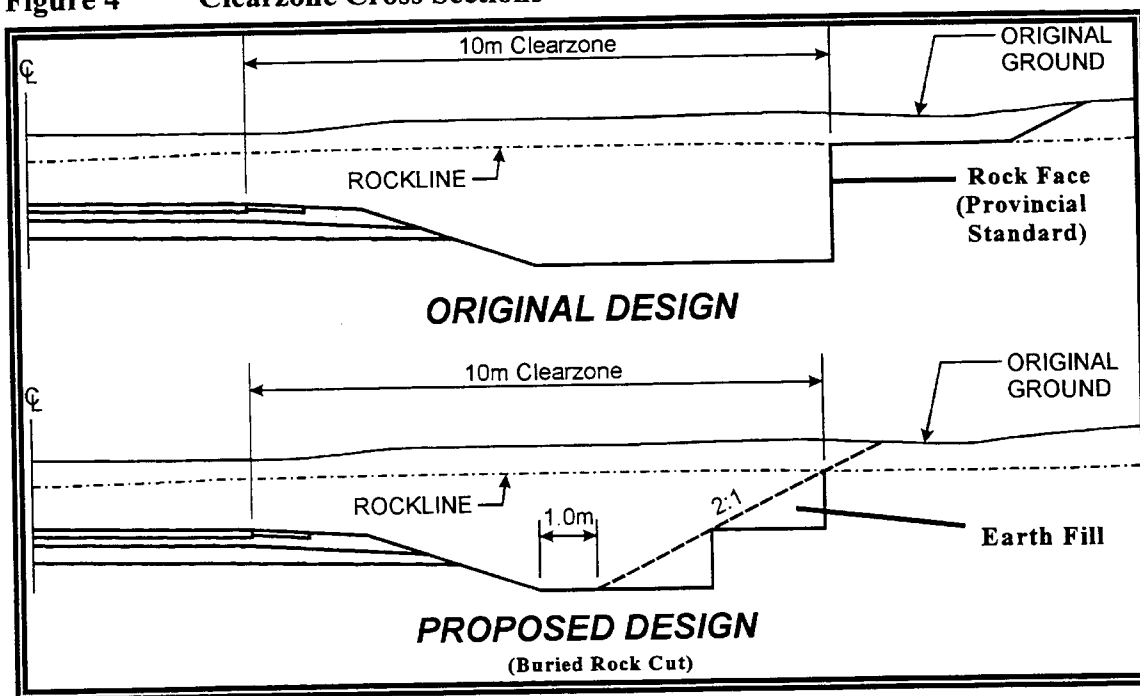 Figure 4 Clearzone Cross Sections
10m Clearzone
ORIGINAL
GROUND
℄
ROCKLINE
Rock Face
(Provincial
Standard)
ORIGINAL DESIGN
10m Clearzone
ORIGINAL
GROUND
℄
ROCKLINE
1.0m
2:1
Earth Fill
PROPOSED DESIGN
(Buried Rock Cut)